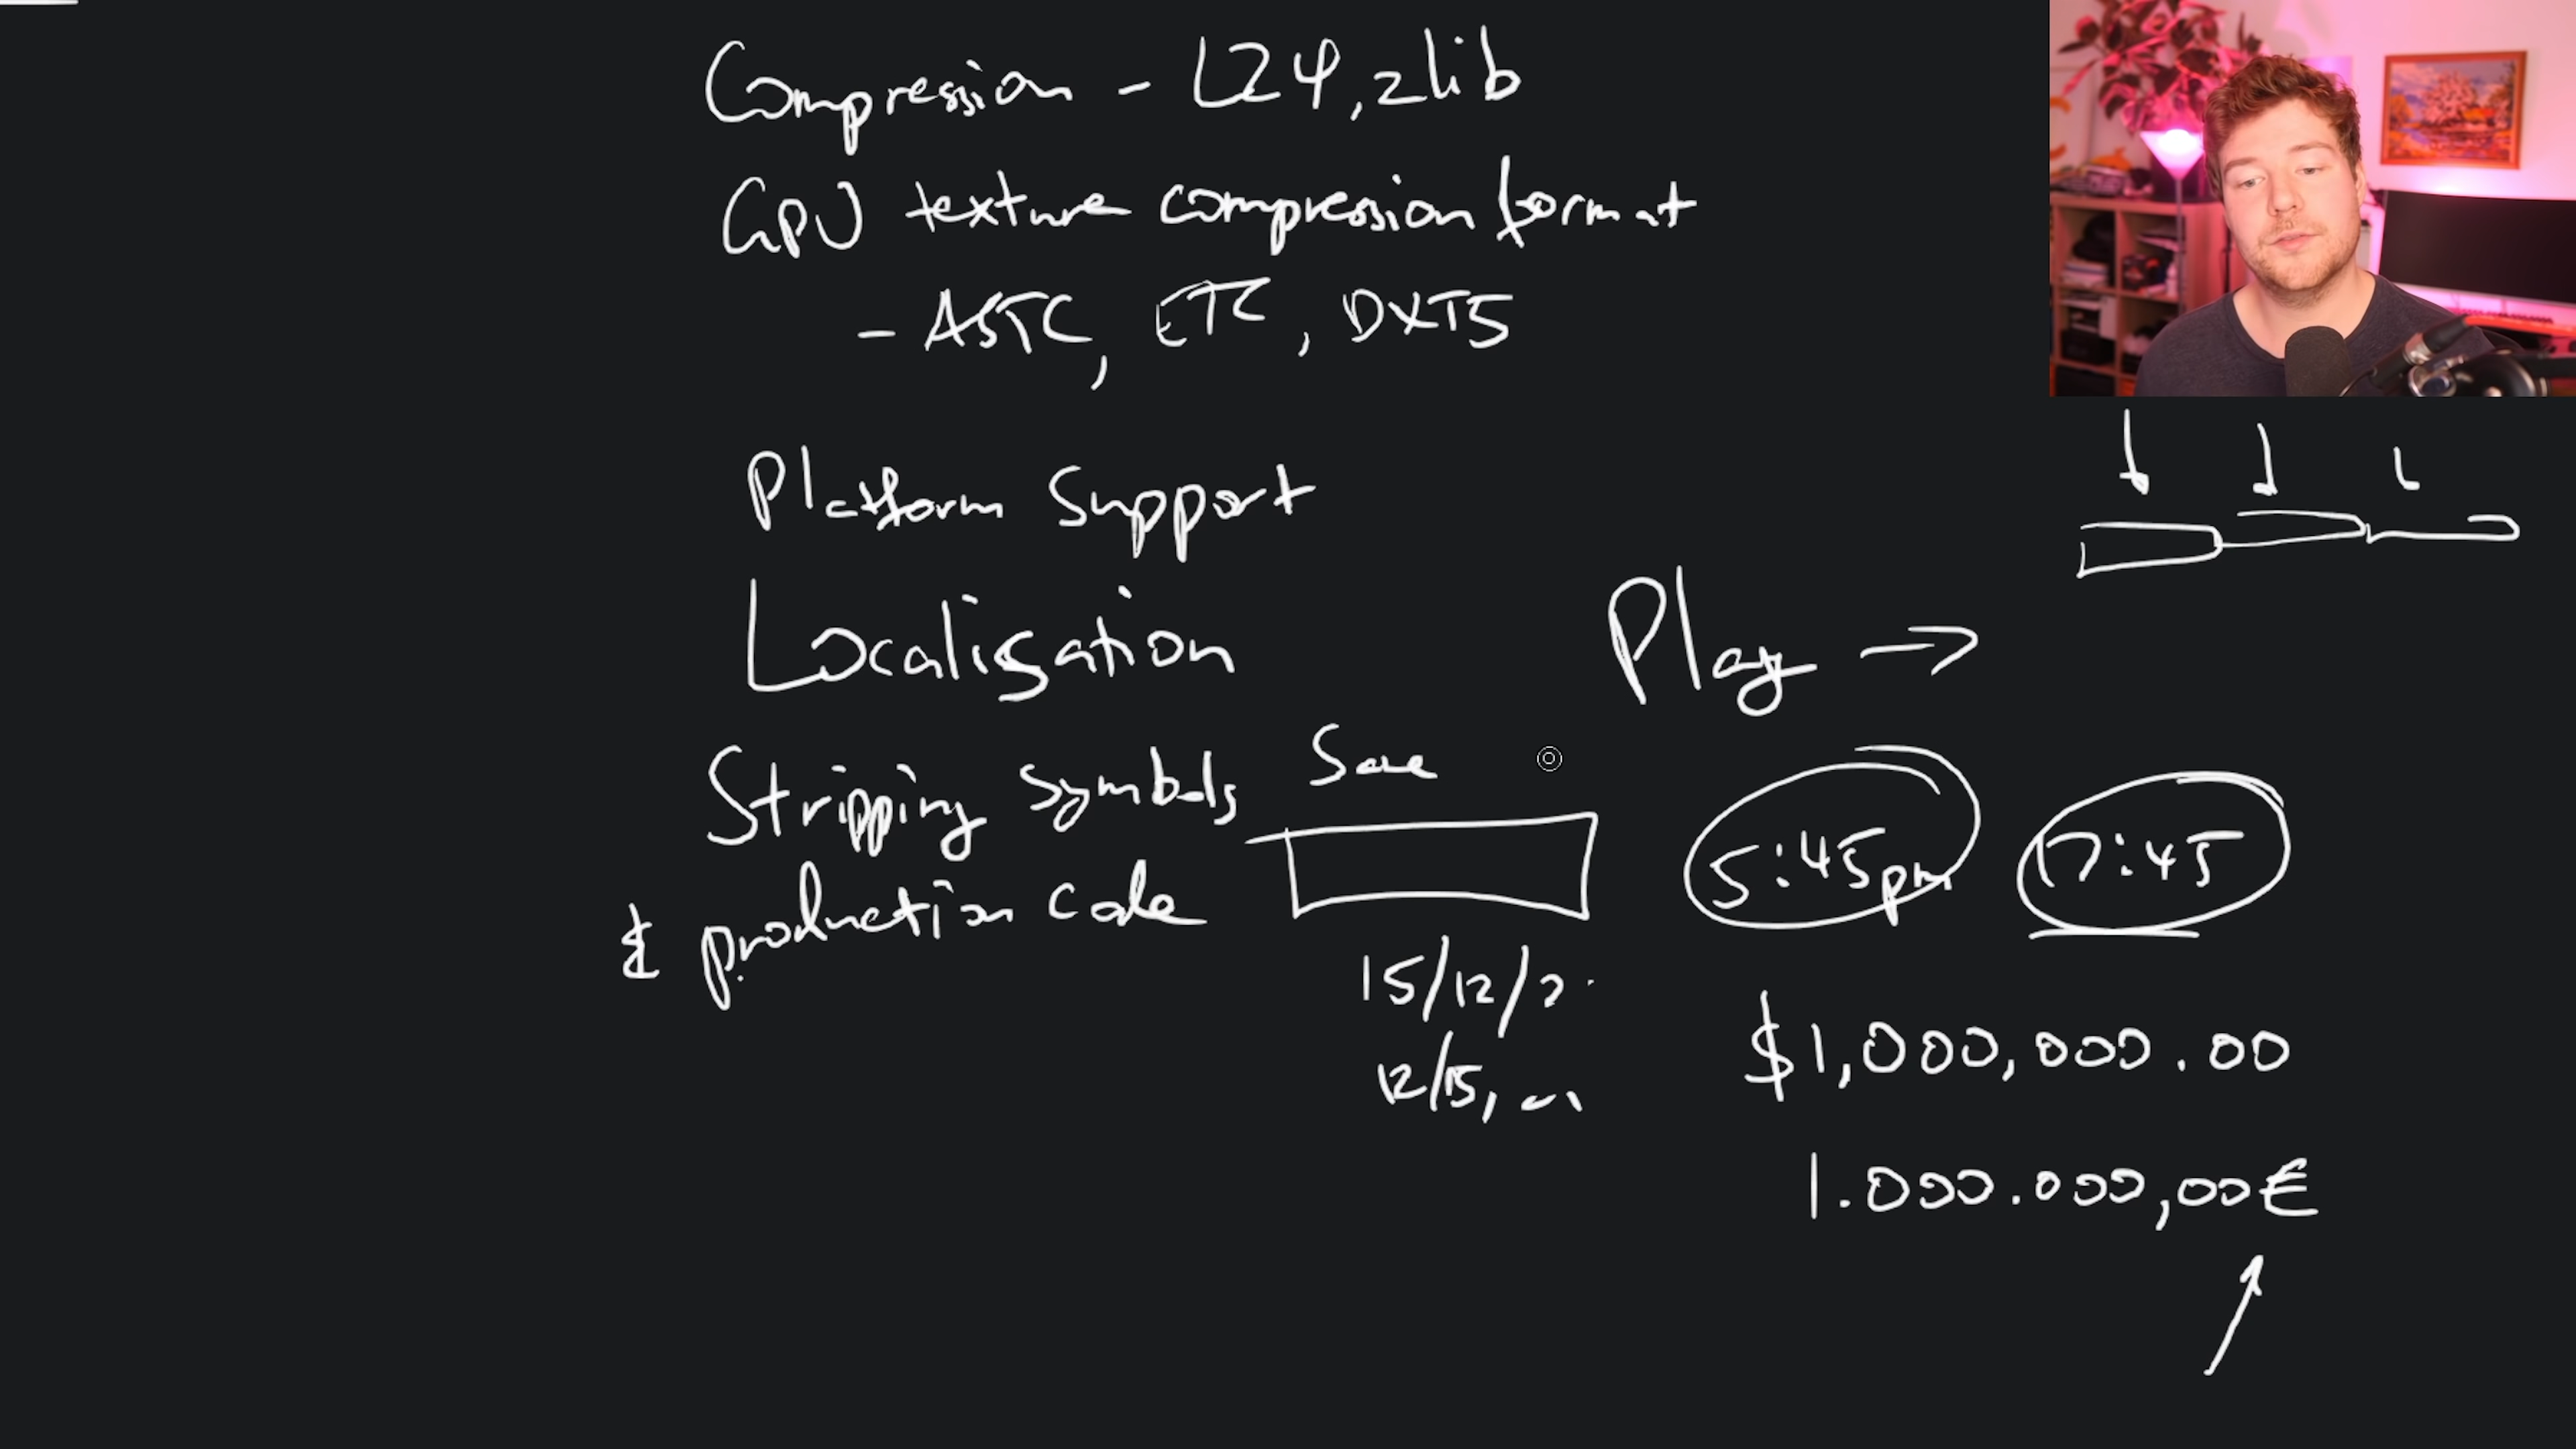 Compression - LZ4, zlib
GPU texture compression format
- ASTC, ETC, DXT5
Platform Support
Localisation
Play →
Stripping symbols
& production code
Save
5:45pm
17:45
15/12/2.
12/15,
$1,000,000.00
1.000.000,00€